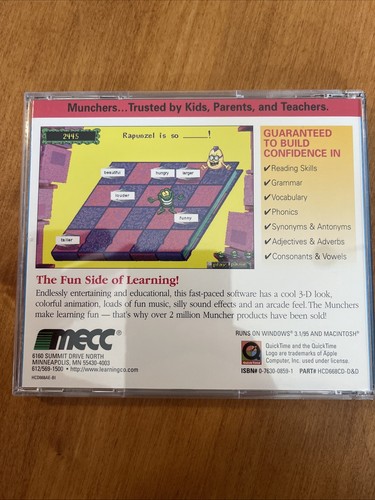 Munchers...Trusted by Kids, Parents, and Teachers.
2445
Rapunzel is so ____!
beautiful
hungry
larger
louder
funny
taller
GUARANTEED
TO BUILD
CONFIDENCE IN
✓Reading Skills
✓Grammar
✓Vocabulary
✓Phonics
✓Synonyms & Antonyms
✓Adjectives & Adverbs
✓Consonants & Vowels
The Fun Side of Learning!
Endlessly entertaining and educational, this fast-paced software has a cool 3-D look,
colorful animation, loads of fun music, silly sound effects and an arcade feel. The Munchers
make learning fun — that's why over 2 million Muncher products have been sold!
mecc®
6160 SUMMIT DRIVE NORTH
MINNEAPOLIS, MN 55430-4003
612/569-1500 • http://www.learningco.com
HCD668AE-BI
RUNS ON WINDOWS® 3.1/95 AND MACINTOSH®
QuickTime and the QuickTime
Logo are trademarks of Apple
Computer, Inc. used under license.
ISBN# 0-7630-0859-1 PART# HCD668CD-D&D